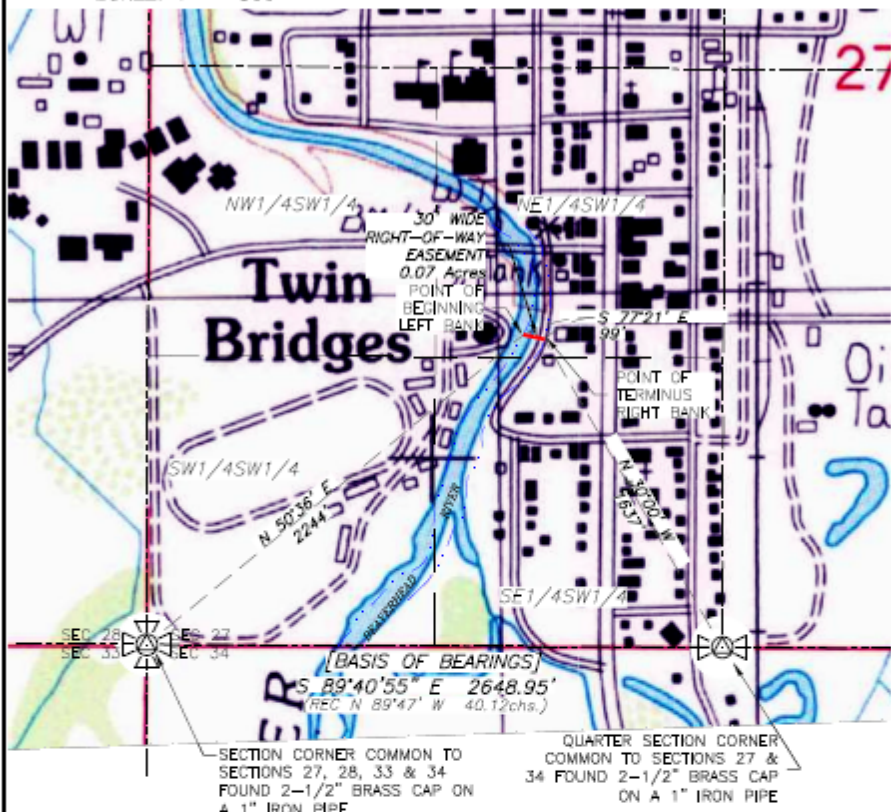 27
NW1/4SW1/4
NE1/4SW1/4
30' WIDE
RIGHT-OF-WAY
EASEMENT
0.07 Acres
POINT OF
BEGINNING
LEFT BANK
Twin
Bridges
S 77°21' E
99'
POINT OF
TERMINUS
RIGHT BANK
SW1/4SW1/4
N 50°36' E
2244'
N 30°00' W
1637'
RIVER
BEAVERHEAD
SE1/4SW1/4
SEC 28 SEC 27
SEC 33 SEC 34
[BASIS OF BEARINGS]
S 89°40'55" E 2648.95'
(REC N 89°47' W 40.12chs.)
SECTION CORNER COMMON TO
SECTIONS 27, 28, 33 & 34
FOUND 2-1/2" BRASS CAP ON
A 1" IRON PIPE
QUARTER SECTION CORNER
COMMON TO SECTIONS 27 &
34 FOUND 2-1/2" BRASS CAP
ON A 1" IRON PIPE